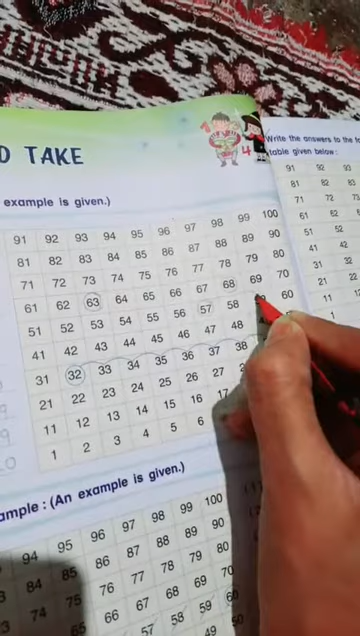 D TAKE
example is given.)
91 92 93 94 95 96 97 98 99 100
81 82 83 84 85 86 87 88 89 90
71 72 73 74 75 76 77 78 79 80
61 62 63 64 65 66 67 68 69 70
51 52 53 54 55 56 57 58 60
41 42 43 44 45 46 47 48
31 32 33 34 35 36 37 38
21 22 23 24 25 26 27
11 12 13 14 15 16
1 2 3 4 5 6
ample : (An example is given.)
94 95 96 97 98 99 100
84 85 86 87 88 89 90
74 75 76 77 78 79 80
65 66 67 68 69 70
57 58 59 60
49 50
Write the answers to the
table given below :
91 92 93
81 82 83
71 72
61 62
51 52
41 42
31 32
21 22
11 12
1